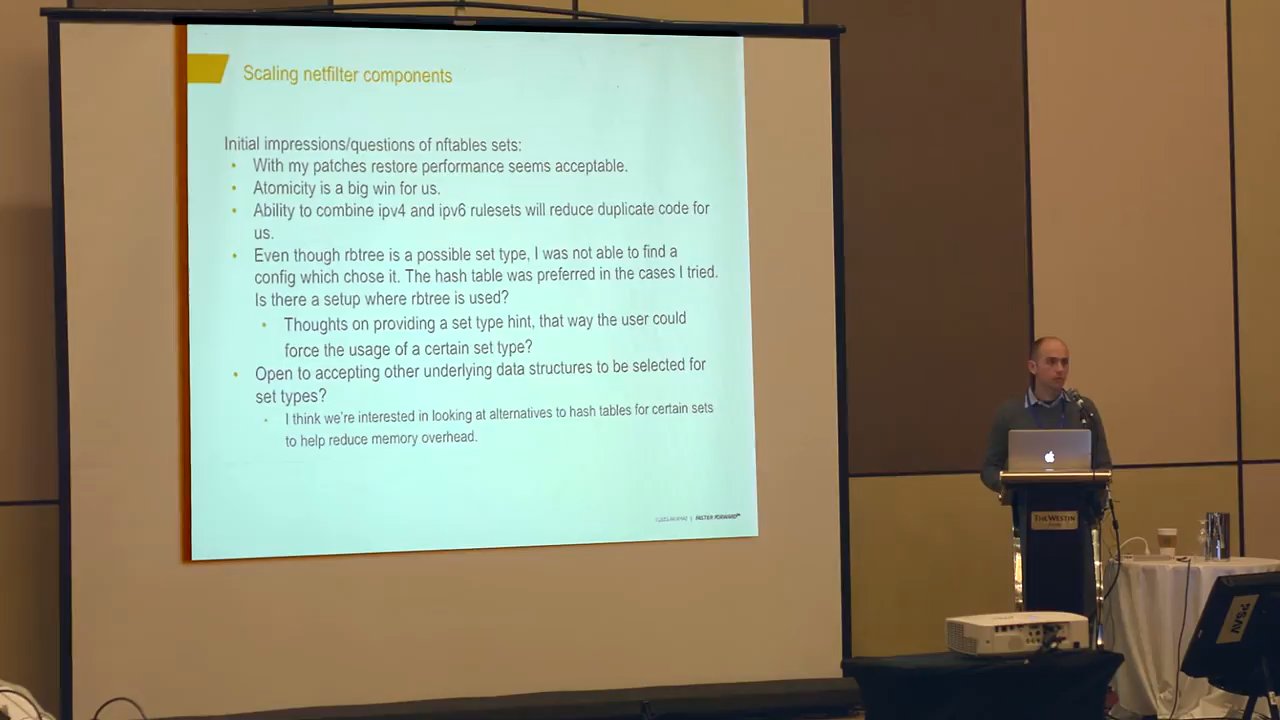 Scaling netfilter components
Initial impressions/questions of nftables sets:
• With my patches restore performance seems acceptable.
• Atomicity is a big win for us.
• Ability to combine ipv4 and ipv6 rulesets will reduce duplicate code for
us.
• Even though rbtree is a possible set type, I was not able to find a
config which chose it. The hash table was preferred in the cases I tried.
Is there a setup where rbtree is used?
• Thoughts on providing a set type hint, that way the user could
force the usage of a certain set type?
• Open to accepting other underlying data structures to be selected for
set types?
• I think we're interested in looking at alternatives to hash tables for certain sets
to help reduce memory overhead.
FASTER FORWARD
THE WESTIN
PSAV